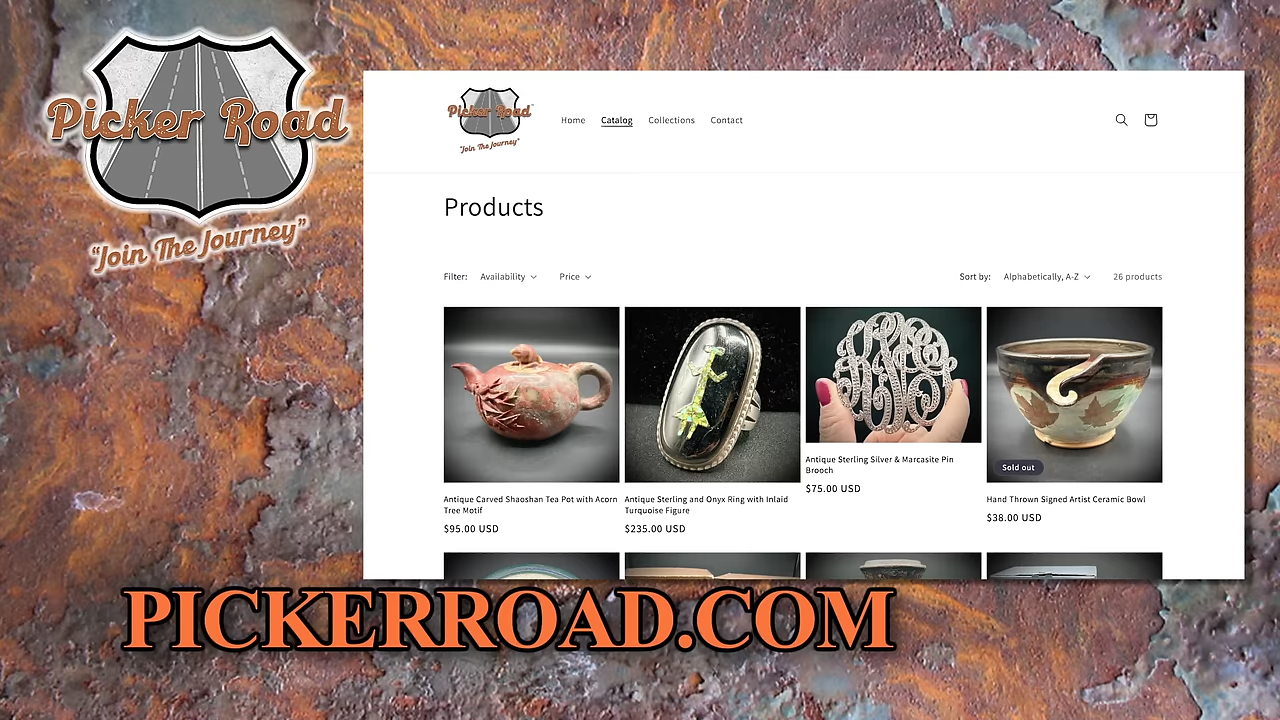 Picker Road
"Join The Journey"
Picker Road
"Join The Journey"
Home Catalog Collections Contact
Products
Filter: Availability Price
Sort by: Alphabetically, A-Z 26 products
Sold out
Antique Carved Shaoshan Tea Pot with Acorn
Tree Motif
$95.00 USD
Antique Sterling and Onyx Ring with Inlaid
Turquoise Figure
$235.00 USD
Antique Sterling Silver & Marcasite Pin
Brooch
$75.00 USD
Hand Thrown Signed Artist Ceramic Bowl
$38.00 USD
PICKERROAD.COM